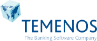 TEMENOS
The Banking Software Company